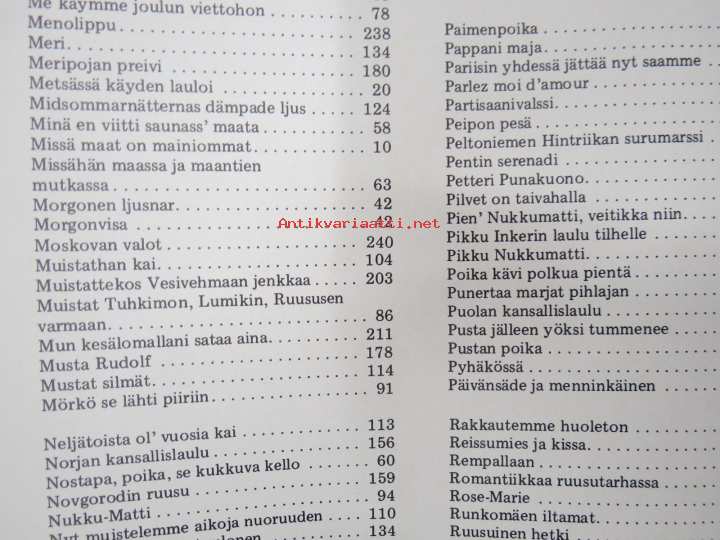 Me käymme joulun viettohon . . . . . . . . . . 78
Menolippu . . . . . . . . . . 238
Meri . . . . . . . . . . 134
Meripojan preivi . . . . . . . . . . 180
Metsässä käyden lauloi . . . . . . . . . . 20
Midsommarnätternas dämpade ljus . . . . . 124
Minä en viitti saunass' maata . . . . . . . . . . 58
Missä maat on mainiommat . . . . . . . . . . 10
Missähän maassa ja maantien
mutkassa . . . . . . . . . . 63
Morgonen ljusnar . . . . . . . . . . 42
Morgonvisa . . . . . . . . . . 42
Moskovan valot . . . . . . . . . . 240
Muistathan kai . . . . . . . . . . 104
Muistattekos Vesivehmaan jenkkaa . . . . . 203
Muistat Tuhkimon, Lumikin, Ruususen
varmaan . . . . . . . . . . 86
Mun kesälomallani sataa aina . . . . . . . . . . 211
Musta Rudolf . . . . . . . . . . 178
Mustat silmät . . . . . . . . . . 114
Mörkö se lähti piiriin . . . . . . . . . . 91
Neljätoista ol' vuosia kai . . . . . . . . . . 113
Norjan kansallislaulu . . . . . . . . . . 156
Nostapa, poika, se kukkuva kello . . . . . . . 60
Novgorodin ruusu . . . . . . . . . . 159
Nukku-Matti . . . . . . . . . . 94
Nyt muistelemme aikoja nuoruuden . . . . 110
134
Paimenpoika . . . . . . . . . .
Pappani maja . . . . . . . . . .
Pariisin yhdessä jättää nyt saamme . . . .
Parlez moi d'amour . . . . . . . . . .
Partisaanivalssi . . . . . . . . . .
Peipon pesä . . . . . . . . . .
Peltoniemen Hintriikan surumarssi . . . .
Pentin serenadi . . . . . . . . . .
Petteri Punakuono . . . . . . . . . .
Pilvet on taivahalla . . . . . . . . . .
Pien' Nukkumatti, veitikka niin . . . . .
Pikku Inkerin laulu tilhelle . . . . . . . . . .
Pikku Nukkumatti . . . . . . . . . .
Poika kävi polkua pientä . . . . . . . . . .
Punertaa marjat pihlajan . . . . . . . . . .
Puolan kansallislaulu . . . . . . . . . .
Pusta jälleen yöksi tummenee . . . . . . .
Pustan poika . . . . . . . . . .
Pyhäkössä . . . . . . . . . .
Päivänsäde ja menninkäinen . . . . . . .
Rakkautemme huoleton . . . . . . . . . .
Reissumies ja kissa . . . . . . . . . .
Rempallaan . . . . . . . . . .
Romantiikkaa ruusutarhassa . . . . . . .
Rose-Marie . . . . . . . . . .
Runkomäen iltamat . . . . . . . . . .
Ruusuinen hetki . . . . . . . . . .
Antikvariaatti.net